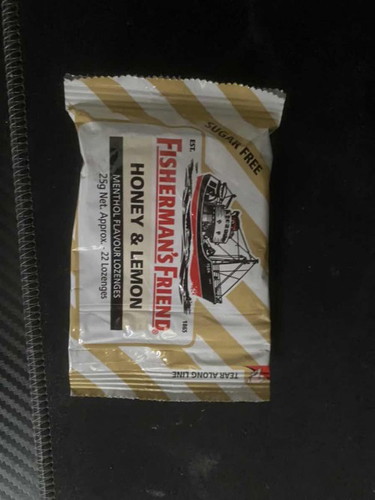 SUGAR FREE
EST. 1865
FISHERMAN'S FRIEND®
HONEY & LEMON
MENTHOL FLAVOUR LOZENGES
25g Net. Approx. 22 Lozenges
TEAR ALONG LINE